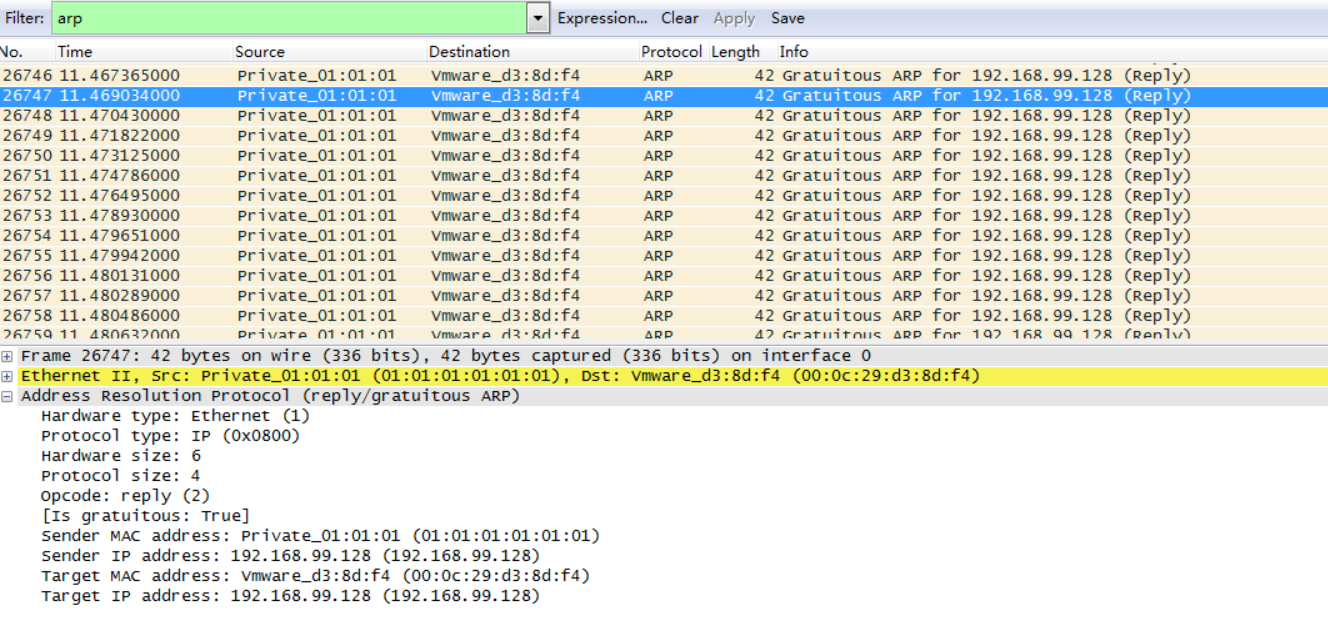 Filter: arp Expression... Clear Apply Save
No. Time Source Destination Protocol Length Info
26746 11.467365000 Private_01:01:01 Vmware_d3:8d:f4 ARP 42 Gratuitous ARP for 192.168.99.128 (Reply)
26747 11.469034000 Private_01:01:01 Vmware_d3:8d:f4 ARP 42 Gratuitous ARP for 192.168.99.128 (Reply)
26748 11.470430000 Private_01:01:01 Vmware_d3:8d:f4 ARP 42 Gratuitous ARP for 192.168.99.128 (Reply)
26749 11.471822000 Private_01:01:01 Vmware_d3:8d:f4 ARP 42 Gratuitous ARP for 192.168.99.128 (Reply)
26750 11.473125000 Private_01:01:01 Vmware_d3:8d:f4 ARP 42 Gratuitous ARP for 192.168.99.128 (Reply)
26751 11.474786000 Private_01:01:01 Vmware_d3:8d:f4 ARP 42 Gratuitous ARP for 192.168.99.128 (Reply)
26752 11.476495000 Private_01:01:01 Vmware_d3:8d:f4 ARP 42 Gratuitous ARP for 192.168.99.128 (Reply)
26753 11.478930000 Private_01:01:01 Vmware_d3:8d:f4 ARP 42 Gratuitous ARP for 192.168.99.128 (Reply)
26754 11.479651000 Private_01:01:01 Vmware_d3:8d:f4 ARP 42 Gratuitous ARP for 192.168.99.128 (Reply)
26755 11.479942000 Private_01:01:01 Vmware_d3:8d:f4 ARP 42 Gratuitous ARP for 192.168.99.128 (Reply)
26756 11.480131000 Private_01:01:01 Vmware_d3:8d:f4 ARP 42 Gratuitous ARP for 192.168.99.128 (Reply)
26757 11.480289000 Private_01:01:01 Vmware_d3:8d:f4 ARP 42 Gratuitous ARP for 192.168.99.128 (Reply)
26758 11.480486000 Private_01:01:01 Vmware_d3:8d:f4 ARP 42 Gratuitous ARP for 192.168.99.128 (Reply)
26759 11.480632000 Private_01:01:01 Vmware_d3:8d:f4 ARP 42 Gratuitous ARP for 192.168.99.128 (Reply)
Frame 26747: 42 bytes on wire (336 bits), 42 bytes captured (336 bits) on interface 0
Ethernet II, Src: Private_01:01:01 (01:01:01:01:01:01), Dst: Vmware_d3:8d:f4 (00:0c:29:d3:8d:f4)
Address Resolution Protocol (reply/gratuitous ARP)
Hardware type: Ethernet (1)
Protocol type: IP (0x0800)
Hardware size: 6
Protocol size: 4
Opcode: reply (2)
[Is gratuitous: True]
Sender MAC address: Private_01:01:01 (01:01:01:01:01:01)
Sender IP address: 192.168.99.128 (192.168.99.128)
Target MAC address: Vmware_d3:8d:f4 (00:0c:29:d3:8d:f4)
Target IP address: 192.168.99.128 (192.168.99.128)